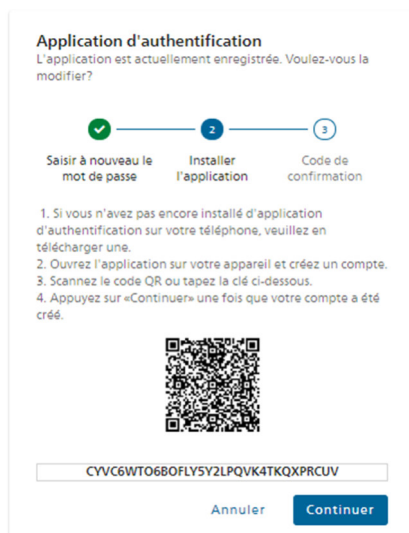 Application d'authentification
L'application est actuellement enregistrée. Voulez-vous la
modifier?
2
3
Saisir à nouveau le
mot de passe
Installer
l'application
Code de
confirmation
1. Si vous n'avez pas encore installé d'application
d'authentification sur votre téléphone, veuillez en
télécharger une.
2. Ouvrez l'application sur votre appareil et créez un compte.
3. Scannez le code QR ou tapez la clé ci-dessous.
4. Appuyez sur «Continuer» une fois que votre compte a été
créé.
CYVC6WTO6BOFLY5Y2LPQVK4TKQXPRCUV
Annuler
Continuer